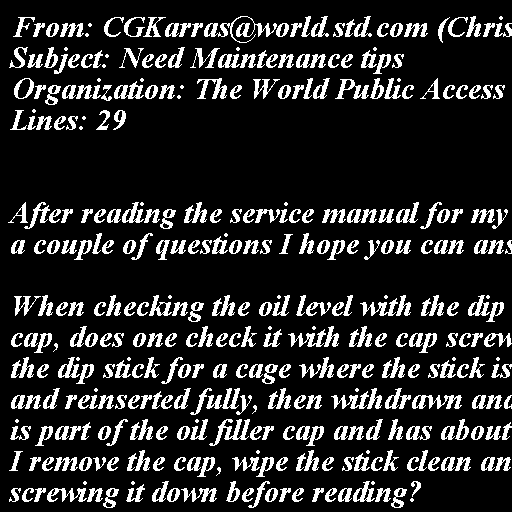 From: CGKarras@world.std.com (Chris
Subject: Need Maintenance tips
Organization: The World Public Access
Lines: 29
After reading the service manual for my
a couple of questions I hope you can ans
When checking the oil level with the dip
cap, does one check it with the cap screw
the dip stick for a cage where the stick is
and reinserted fully, then withdrawn and
is part of the oil filler cap and has about
I remove the cap, wipe the stick clean an
screwing it down before reading?